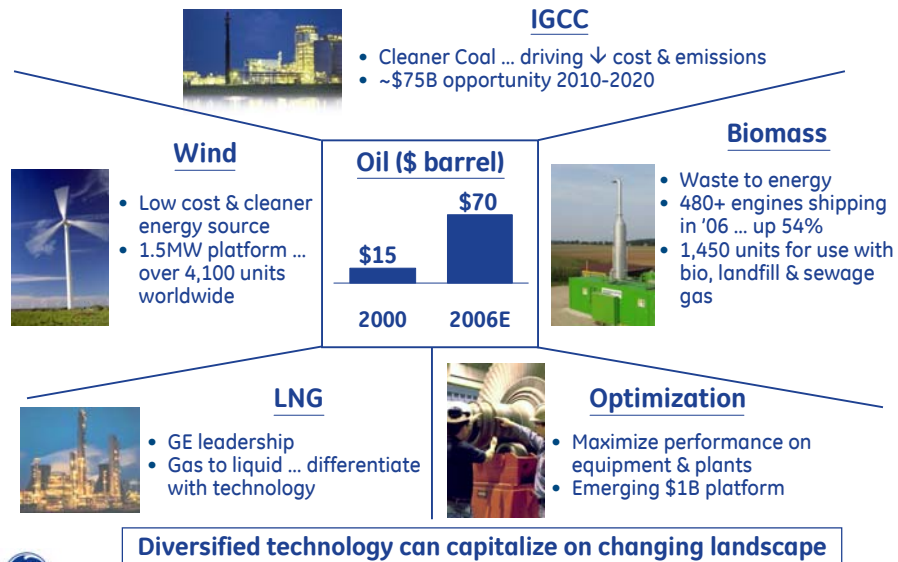 IGCC
• Cleaner Coal ... driving ↓ cost & emissions
• ~$75B opportunity 2010-2020
Wind
• Low cost & cleaner
energy source
• 1.5MW platform ...
over 4,100 units
worldwide
Oil ($ barrel)
$70
$15
2000 2006E
Biomass
• Waste to energy
• 480+ engines shipping
in ’06 ... up 54%
• 1,450 units for use with
bio, landfill & sewage
gas
LNG
• GE leadership
• Gas to liquid ... differentiate
with technology
Optimization
• Maximize performance on
equipment & plants
• Emerging $1B platform
Diversified technology can capitalize on changing landscape